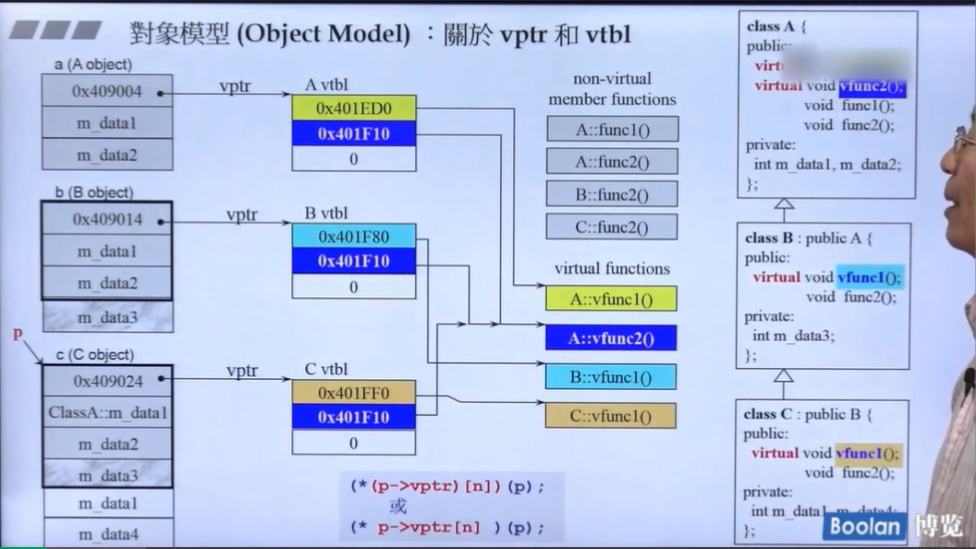 對象模型 (Object Model) ：關於 vptr 和 vtbl
a (A object)
0x409004
m_data1
m_data2
vptr
A vtbl
0x401ED0
0x401F10
0
b (B object)
0x409014
m_data1
m_data2
m_data3
vptr
B vtbl
0x401F80
0x401F10
0
p
c (C object)
0x409024
ClassA::m_data1
m_data2
m_data3
m_data1
m_data4
vptr
C vtbl
0x401FF0
0x401F10
0
(*(p->vptr)[n])(p);
或
(* p->vptr[n] )(p);
non-virtual
member functions
A::func1()
A::func2()
B::func2()
C::func2()
virtual functions
A::vfunc1()
A::vfunc2()
B::vfunc1()
C::vfunc1()
class A {
public:
virtual void vfunc2();
void func1();
void func2();
private:
int m_data1, m_data2;
};
class B : public A {
public:
virtual void vfunc1();
void func2();
private:
int m_data3;
};
class C : public B {
public:
virtual void vfunc1();
void func2();
private:
int m_data1, m_data4;
Boolan 博览